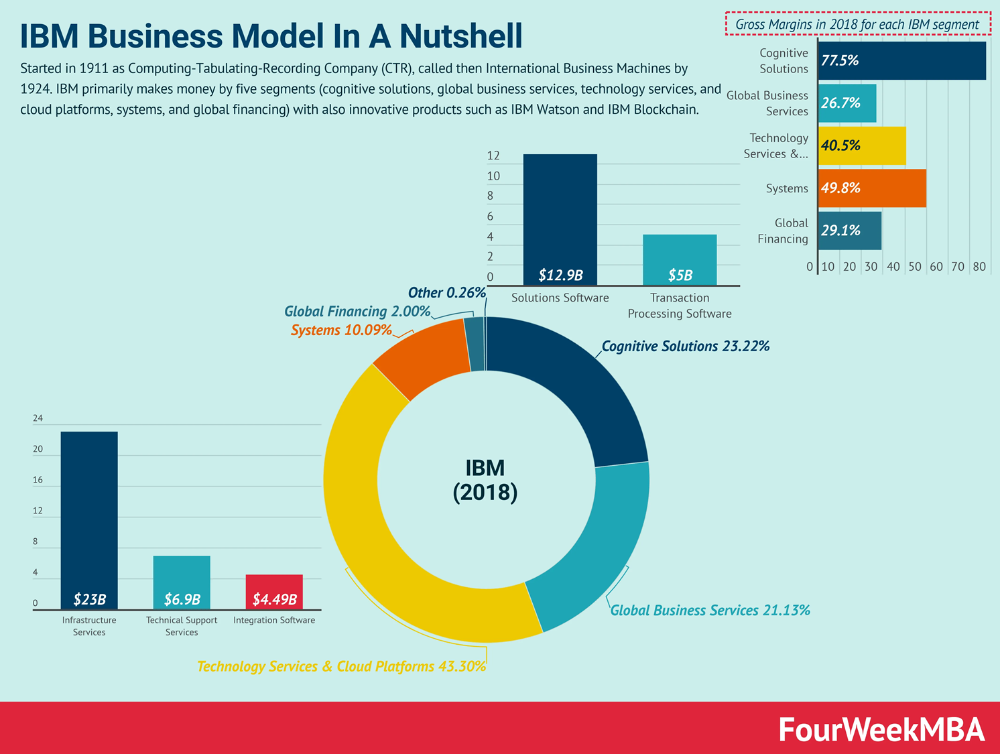 IBM Business Model In A Nutshell
Started in 1911 as Computing-Tabulating-Recording Company (CTR), called then International Business Machines by
1924. IBM primarily makes money by five segments (cognitive solutions, global business services, technology services, and
cloud platforms, systems, and global financing) with also innovative products such as IBM Watson and IBM Blockchain.
Gross Margins in 2018 for each IBM segment
Cognitive
Solutions
77.5%
Global Business
Services
26.7%
Technology
Services &...
40.5%
Systems
49.8%
Global
Financing
29.1%
0 10 20 30 40 50 60 70 80
12
10
8
6
4
2
0
$12.9B
$5B
Solutions Software
Transaction
Processing Software
Other 0.26%
Global Financing 2.00%
Systems 10.09%
Cognitive Solutions 23.22%
IBM
(2018)
Global Business Services 21.13%
Technology Services & Cloud Platforms 43.30%
24
20
16
12
8
4
0
$23B
$6.9B
$4.49B
Infrastructure
Services
Technical Support
Services
Integration Software
FourWeekMBA